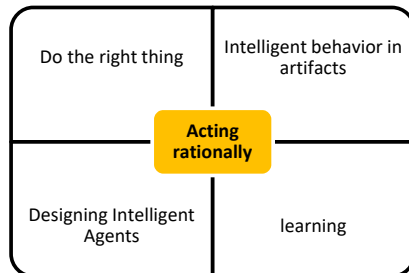 Do the right thing
Intelligent behavior in
artifacts
Acting
rationally
Designing Intelligent
Agents
learning